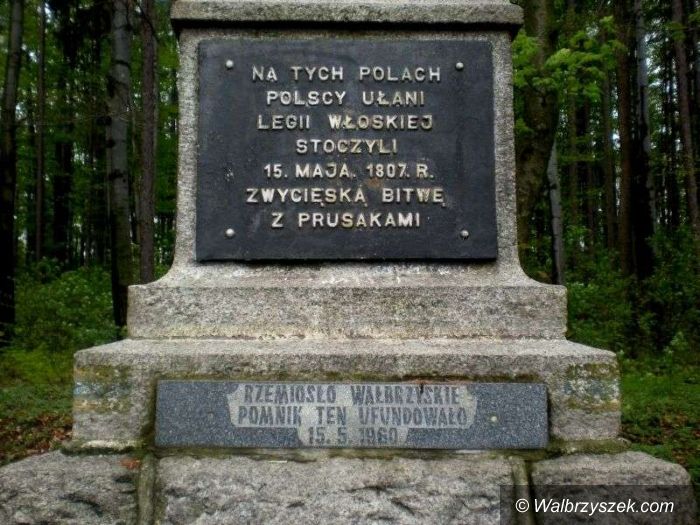 NA TYCH POLACH
POLSCY UŁANI
LEGII WŁOSKIEJ
STOCZYLI
15. MAJA. 1807. R.
ZWYCIĘSKĄ BITWĘ
Z PRUSAKAMI
RZEMIOSŁO WAŁBRZYSKIE
POMNIK TEN UFUNDOWAŁO
15. 5. 1960
© Walbrzyszek.com